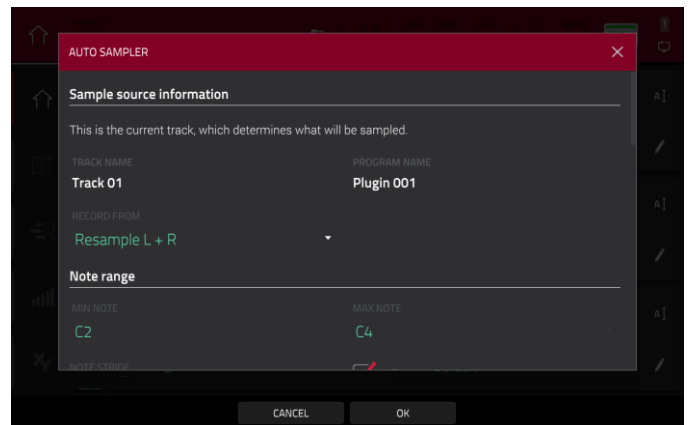 AUTO SAMPLER
Sample source information
This is the current track, which determines what will be sampled.
TRACK NAME
PROGRAM NAME
Track 01
Plugin 001
RECORD FROM
Resample L + R
Note range
MIN NOTE
MAX NOTE
C2
C4
NOTE STRIDE
CANCEL
OK